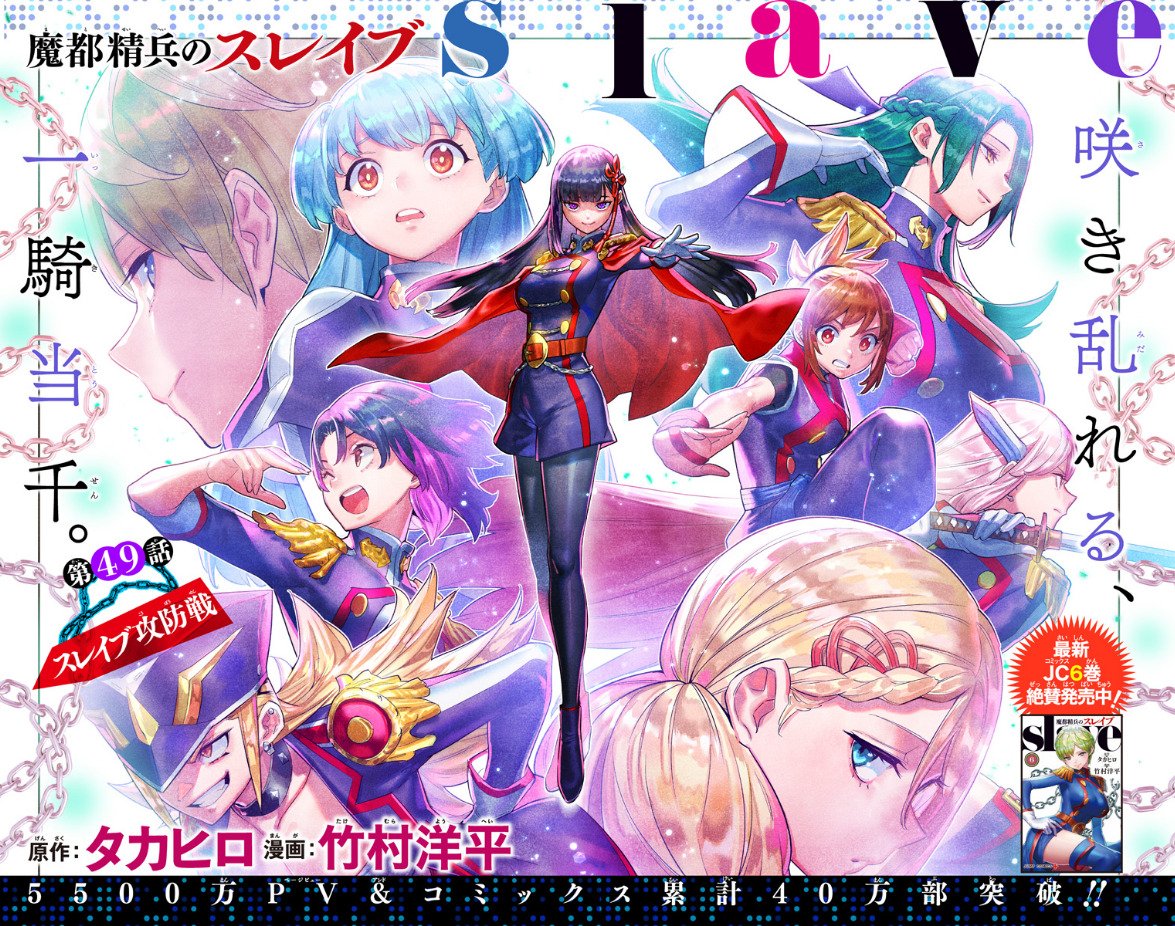 魔都精兵のスレイブ
slave
咲き乱れる、
一騎当千。
第49話
スレイブ攻防戦
最新
JC6巻
絶賛発売中!
魔都精兵のスレイブ
slave
6
タカヒロ
竹村洋平
原作:タカヒロ 漫画:竹村洋平
5500万PV&コミックス累計40万部突破!!